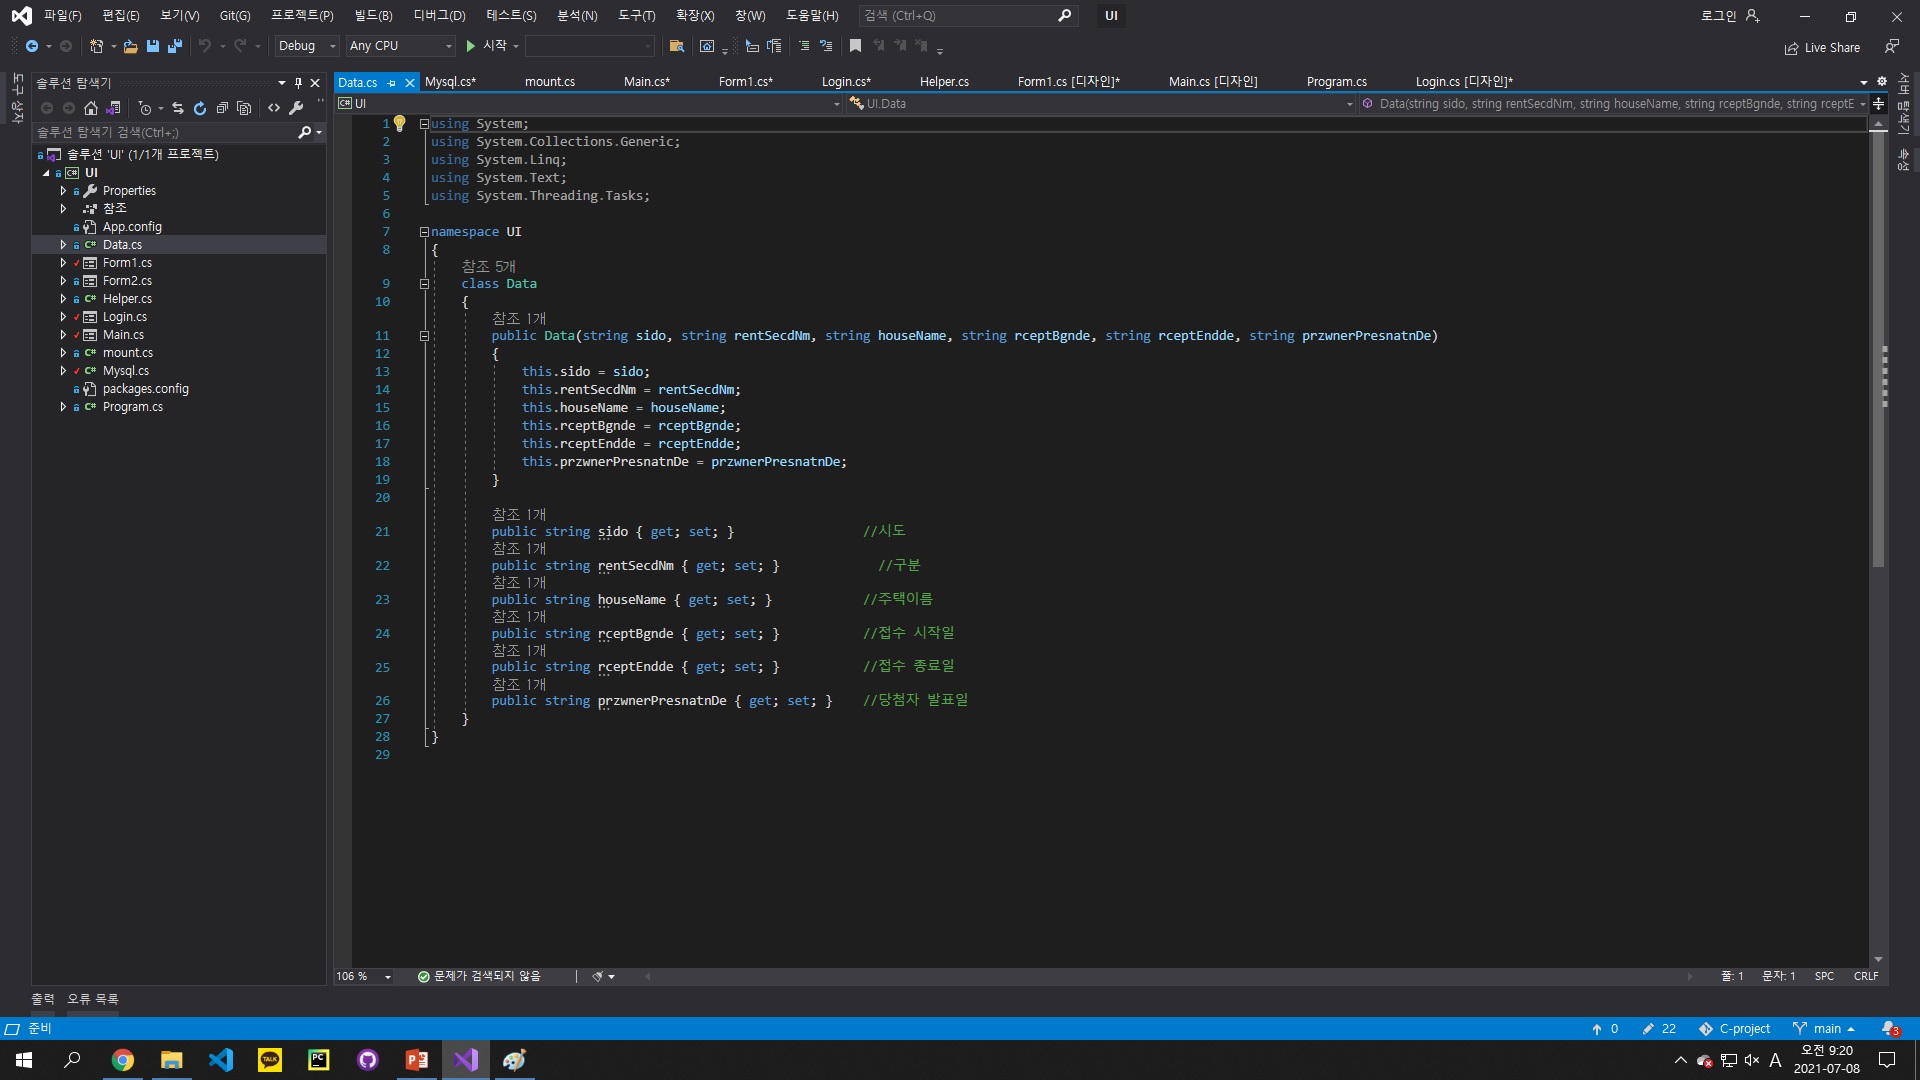 파일(F) 편집(E) 보기(V) Git(G) 프로젝트(P) 빌드(B) 디버그(D) 테스트(S) 분석(N) 도구(T) 확장(X) 창(W) 도움말(H) 검색 (Ctrl+Q) UI 로그인
Debug Any CPU 시작 Live Share
도구 상자
솔루션 탐색기
Data.cs Mysql.cs* mount.cs Main.cs* Form1.cs* Login.cs* Helper.cs Form1.cs [디자인]* Main.cs [디자인] Program.cs Login.cs [디자인]*
서버 탐색기
속성
C# UI UI.Data Data(string sido, string rentSecdNm, string houseName, string rceptBgnde, string rceptE
솔루션 탐색기 검색(Ctrl+;)
솔루션 'UI' (1/1개 프로젝트)
C# UI
Properties
참조
App.config
C# Data.cs
Form1.cs
Form2.cs
C# Helper.cs
Login.cs
Main.cs
C# mount.cs
C# Mysql.cs
packages.config
C# Program.cs
1 using System;
2 using System.Collections.Generic;
3 using System.Linq;
4 using System.Text;
5 using System.Threading.Tasks;
6
7 namespace UI
8 {
참조 5개
9 class Data
10 {
참조 1개
11 public Data(string sido, string rentSecdNm, string houseName, string rceptBgnde, string rceptEndde, string przwnerPresnatnDe)
12 {
13 this.sido = sido;
14 this.rentSecdNm = rentSecdNm;
15 this.houseName = houseName;
16 this.rceptBgnde = rceptBgnde;
17 this.rceptEndde = rceptEndde;
18 this.przwnerPresnatnDe = przwnerPresnatnDe;
19 }
20
참조 1개
21 public string sido { get; set; } //시도
참조 1개
22 public string rentSecdNm { get; set; } //구분
참조 1개
23 public string houseName { get; set; } //주택이름
참조 1개
24 public string rceptBgnde { get; set; } //접수 시작일
참조 1개
25 public string rceptEndde { get; set; } //접수 종료일
참조 1개
26 public string przwnerPresnatnDe { get; set; } //당첨자 발표일
27 }
28 }
29
106 % 문제가 검색되지 않음 줄: 1 문자: 1 SPC CRLF
출력 오류 목록
준비 0 22 C-project main 3
TALK PC A 오전 9:20
2021-07-08